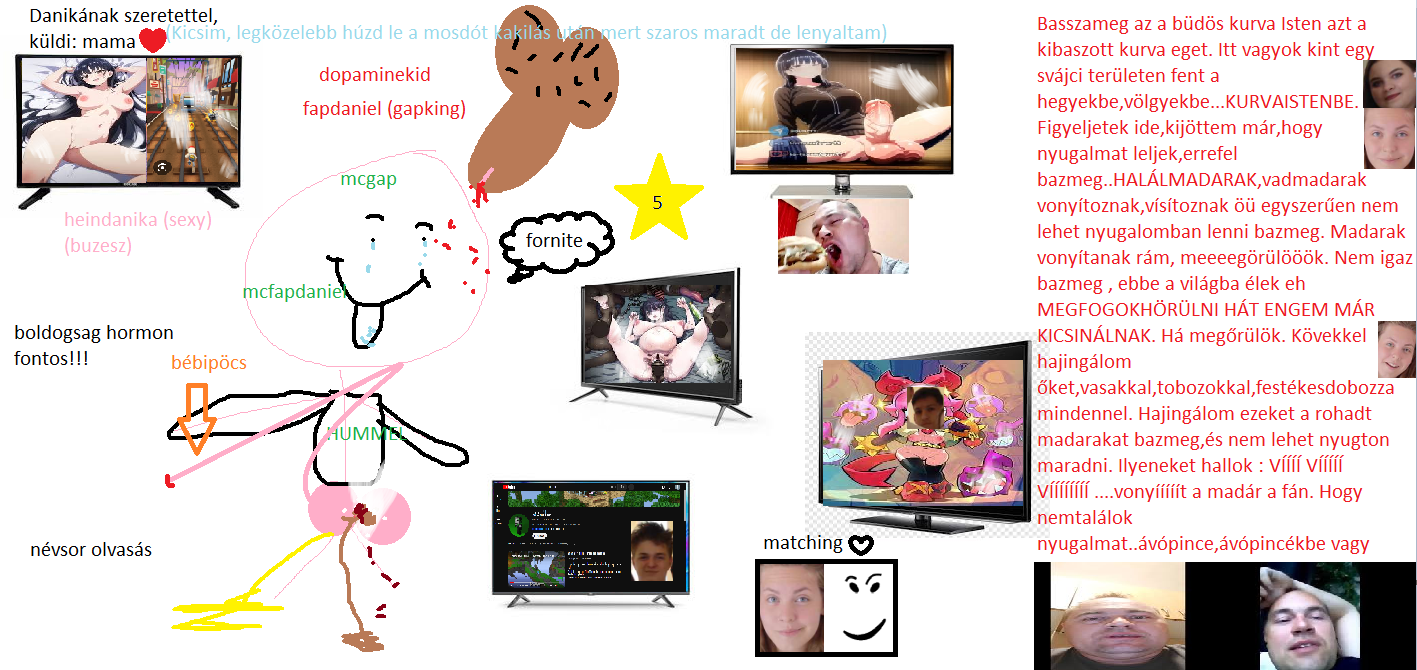 Danikának szeretettel,
küldi: mama
(Kicsim, legközelebb húzd le a mosdót kakilás után mert szaros maradt de lenyaltam)
dopaminekid
fapdaniel (gapking)
mcgap
heindanika (sexy)
(buzesz)
fornite
5
mcfapdaniel
boldogsag hormon
fontos!!!
bébipöcs
HUMMEL
névsor olvasás
matching
Basszameg az a büdös kurva Isten azt a
kibaszott kurva eget. Itt vagyok kint egy
svájci területen fent a
hegyekbe,völgyekbe...KURVAISTENBE.
Figyeljetek ide,kijöttem már,hogy
nyugalmat leljek,errefel
bazmeg..HALÁLMADARAK,vadmadarak
vonyítoznak,vísítoznak öü egyszerűen nem
lehet nyugalomban lenni bazmeg. Madarak
vonyítanak rám, meeeegörülööök. Nem igaz
bazmeg , ebbe a világba élek eh
MEGFOGOKHÖRÜLNI HÁT ENGEM MÁR
KICSINÁLNAK. Há megőrülök. Kövekkel
hajingálom
őket,vasakkal,tobozokkal,festékesdobozza
mindennel. Hajingálom ezeket a rohadt
madarakat bazmeg,és nem lehet nyugton
maradni. Ilyeneket hallok : VÍÍÍÍ VÍÍÍÍÍ
VÍÍÍÍÍÍÍÍ ....vonyíííííít a madár a fán. Hogy
nemtalálok
nyugalmat..ávópince,ávópincékbe vagy